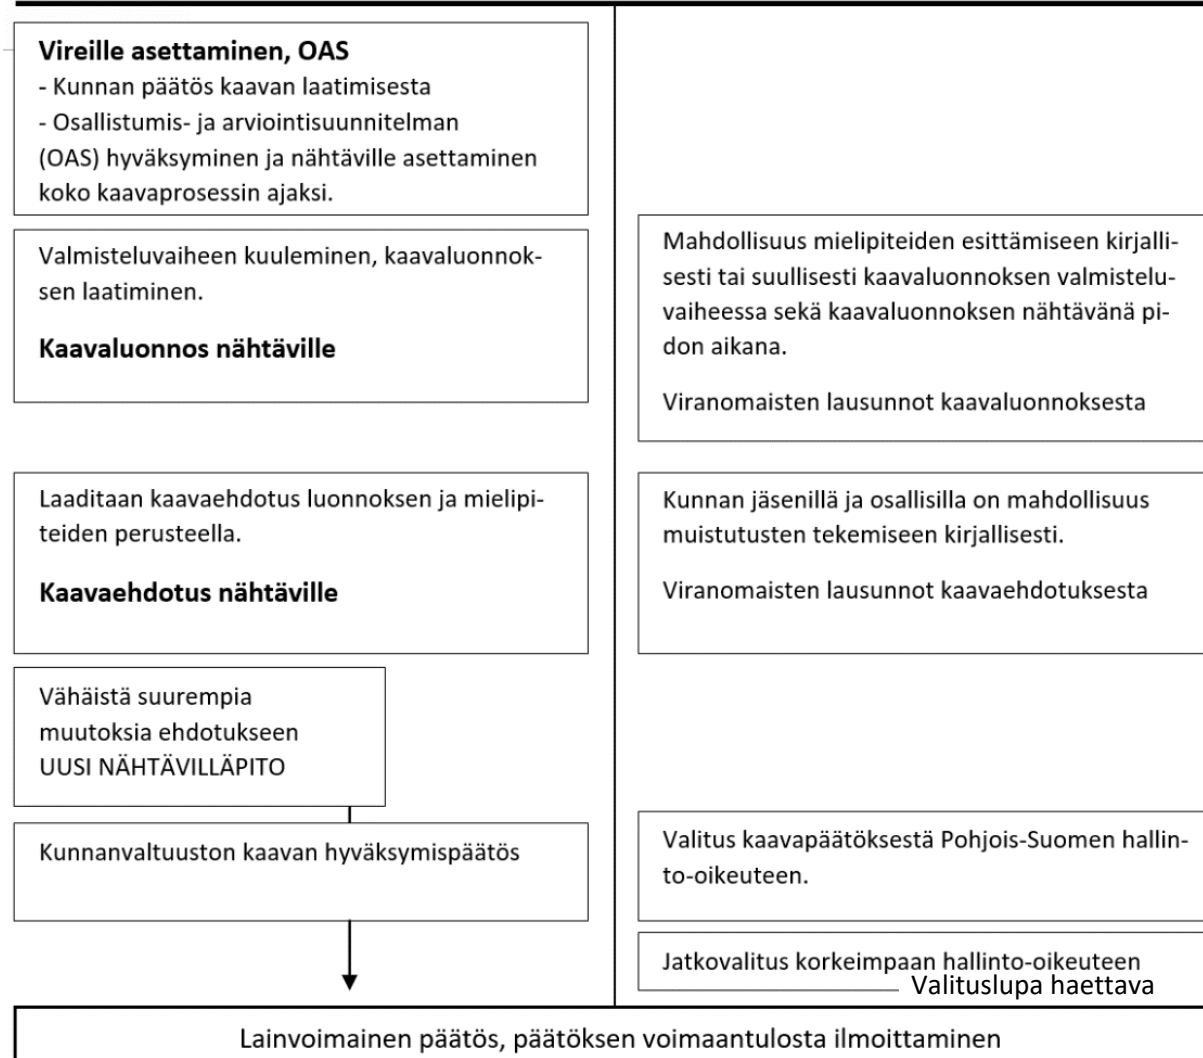 Vireille asettaminen, OAS
- Kunnan päätös kaavan laatimisesta
- Osallistumis- ja arviointisuunnitelman
(OAS) hyväksyminen ja nähtäville asettaminen
koko kaavaprosessin ajaksi.
Valmisteluvaiheen kuuleminen, kaavaluonnok-
sen laatiminen.
Kaavaluonnos nähtäville
Mahdollisuus mielipiteiden esittämiseen kirjalli-
sesti tai suullisesti kaavaluonnoksen valmistelu-
vaiheessa sekä kaavaluonnoksen nähtävänä pi-
don aikana.
Viranomaisten lausunnot kaavaluonnoksesta
Laaditaan kaavaehdotus luonnoksen ja mielipi-
teiden perusteella.
Kaavaehdotus nähtäville
Kunnan jäsenillä ja osallisilla on mahdollisuus
muistutusten tekemiseen kirjallisesti.
Viranomaisten lausunnot kaavaehdotuksesta
Vähäistä suurempia
muutoksia ehdotukseen
UUSI NÄHTÄVILLÄPITO
Kunnanvaltuuston kaavan hyväksymispäätös
Valitus kaavapäätöksestä Pohjois-Suomen hallin-
to-oikeuteen.
Jatkovalitus korkeimpaan hallinto-oikeuteen
Valituslupa haettava
Lainvoimainen päätös, päätöksen voimaantulosta ilmoittaminen